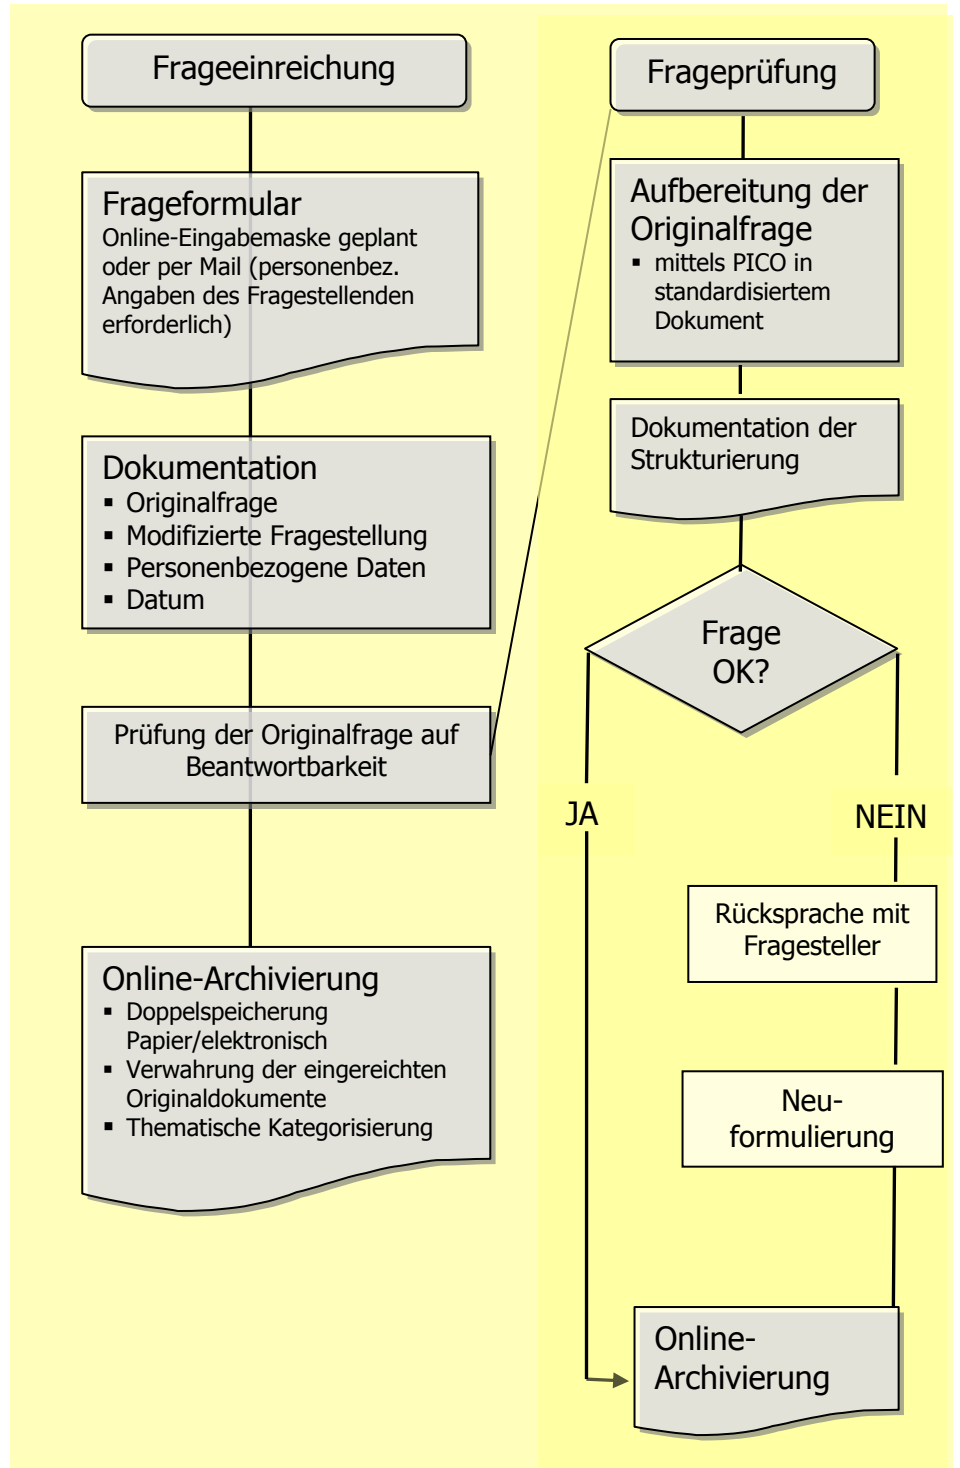 Frageeinreichung
Frageformular
Online-Eingabemaske geplant
oder per Mail (personenbez.
Angaben des Fragestellenden
erforderlich)
Dokumentation
▪ Originalfrage
▪ Modifizierte Fragestellung
▪ Personenbezogene Daten
▪ Datum
Prüfung der Originalfrage auf
Beantwortbarkeit
Online-Archivierung
▪ Doppelspeicherung
Papier/elektronisch
▪ Verwahrung der eingereichten
Originaldokumente
▪ Thematische Kategorisierung
Frageprüfung
Aufbereitung der
Originalfrage
▪ mittels PICO in
standardisiertem
Dokument
Dokumentation der
Strukturierung
Frage
OK?
JA
NEIN
Rücksprache mit
Fragesteller
Neu-
formulierung
Online-
Archivierung